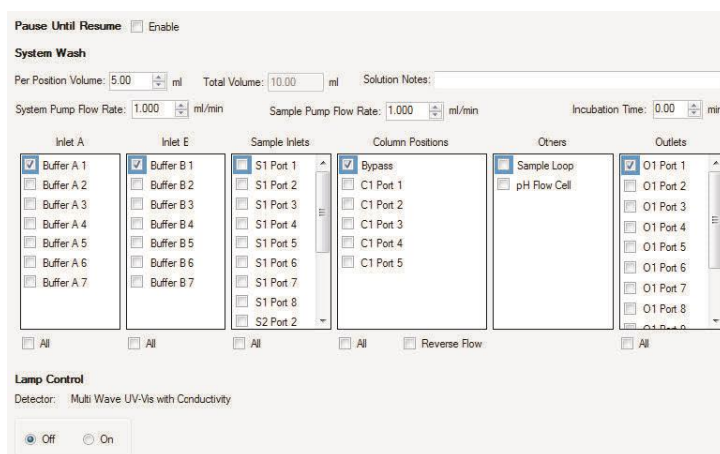 Pause Until Resume Enable
System Wash
Per Position Volume: 5.00 ml Total Volume: 10.00 ml Solution Notes:
System Pump Flow Rate: 1.000 ml/min Sample Pump Flow Rate: 1.000 ml/min Incubation Time: 0.00 min
Inlet A Inlet B Sample Inlets Column Positions Others Outlets
Buffer A 1 Buffer B 1 S1 Port 1 Bypass Sample Loop O1 Port 1
Buffer A 2 Buffer B 2 S1 Port 2 C1 Port 1 pH Flow Cell O1 Port 2
Buffer A 3 Buffer B 3 S1 Port 3 C1 Port 2 O1 Port 3
Buffer A 4 Buffer B 4 S1 Port 4 C1 Port 3 O1 Port 4
Buffer A 5 Buffer B 5 S1 Port 5 C1 Port 4 O1 Port 5
Buffer A 6 Buffer B 6 S1 Port 6 C1 Port 5 O1 Port 6
Buffer A 7 Buffer B 7 S1 Port 7 O1 Port 7
S1 Port 8 O1 Port 8
S2 Port 2
All All All All Reverse Flow All
Lamp Control
Detector: Multi Wave UV-Vis with Conductivity
Off On